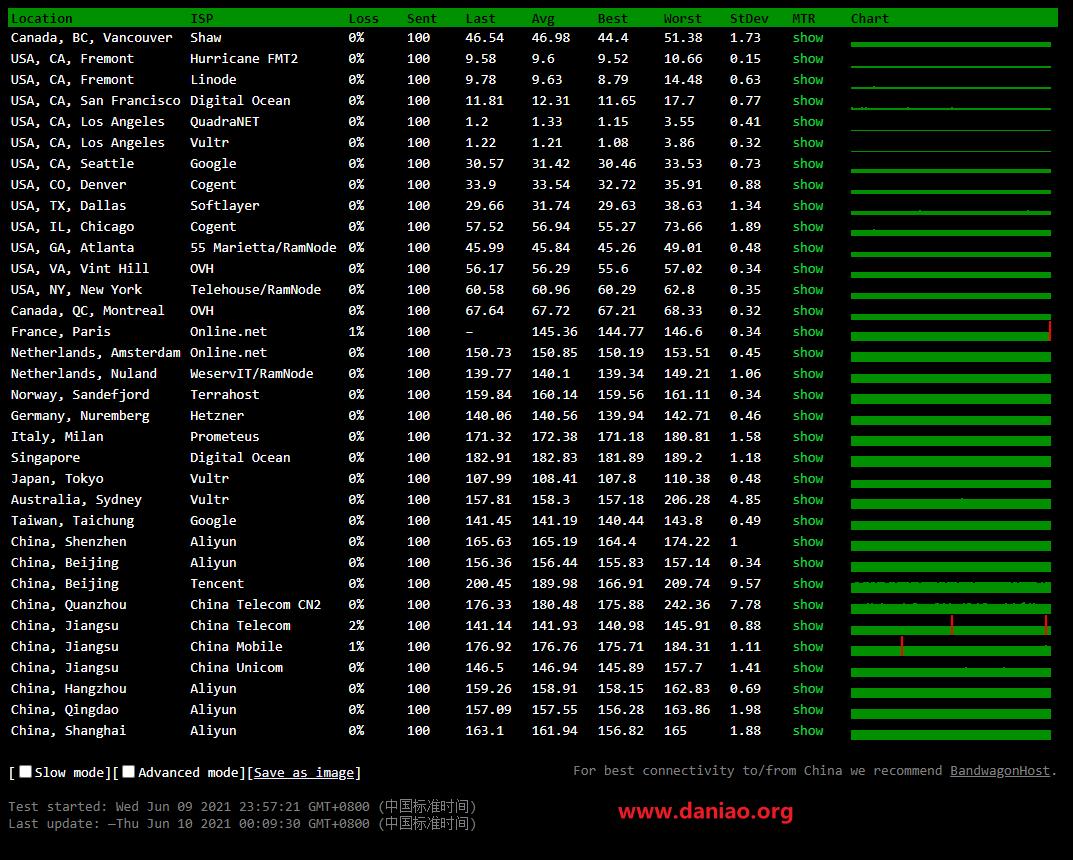 Location ISP Loss Sent Last Avg Best Worst StDev MTR Chart
Canada, BC, Vancouver Shaw 0% 100 46.54 46.98 44.4 51.38 1.73 show
USA, CA, Fremont Hurricane FMT2 0% 100 9.58 9.6 9.52 10.66 0.15 show
USA, CA, Fremont Linode 0% 100 9.78 9.63 8.79 14.48 0.63 show
USA, CA, San Francisco Digital Ocean 0% 100 11.81 12.31 11.65 17.7 0.77 show
USA, CA, Los Angeles QuadraNET 0% 100 1.2 1.33 1.15 3.55 0.41 show
USA, CA, Los Angeles Vultr 0% 100 1.22 1.21 1.08 3.86 0.32 show
USA, CA, Seattle Google 0% 100 30.57 31.42 30.46 33.53 0.73 show
USA, CO, Denver Cogent 0% 100 33.9 33.54 32.72 35.91 0.88 show
USA, TX, Dallas Softlayer 0% 100 29.66 31.74 29.63 38.63 1.34 show
USA, IL, Chicago Cogent 0% 100 57.52 56.94 55.27 73.66 1.89 show
USA, GA, Atlanta 55 Marietta/RamNode 0% 100 45.99 45.84 45.26 49.01 0.48 show
USA, VA, Vint Hill OVH 0% 100 56.17 56.29 55.6 57.02 0.34 show
USA, NY, New York Telehouse/RamNode 0% 100 60.58 60.96 60.29 62.8 0.35 show
Canada, QC, Montreal OVH 0% 100 67.64 67.72 67.21 68.33 0.32 show
France, Paris Online.net 1% 100 — 145.36 144.77 146.6 0.34 show
Netherlands, Amsterdam Online.net 0% 100 150.73 150.85 150.19 153.51 0.45 show
Netherlands, Nuland WeservIT/RamNode 0% 100 139.77 140.1 139.34 149.21 1.06 show
Norway, Sandefjord Terrahost 0% 100 159.84 160.14 159.56 161.11 0.34 show
Germany, Nuremberg Hetzner 0% 100 140.06 140.56 139.94 142.71 0.46 show
Italy, Milan Prometeus 0% 100 171.32 172.38 171.18 180.81 1.58 show
Singapore Digital Ocean 0% 100 182.91 182.83 181.89 189.2 1.18 show
Japan, Tokyo Vultr 0% 100 107.99 108.41 107.8 110.38 0.48 show
Australia, Sydney Vultr 0% 100 157.81 158.3 157.18 206.28 4.85 show
Taiwan, Taichung Google 0% 100 141.45 141.19 140.44 143.8 0.49 show
China, Shenzhen Aliyun 0% 100 165.63 165.19 164.4 174.22 1 show
China, Beijing Aliyun 0% 100 156.36 156.44 155.83 157.14 0.34 show
China, Beijing Tencent 0% 100 200.45 189.98 166.91 209.74 9.57 show
China, Quanzhou China Telecom CN2 0% 100 176.33 180.48 175.88 242.36 7.78 show
China, Jiangsu China Telecom 2% 100 141.14 141.93 140.98 145.91 0.88 show
China, Jiangsu China Mobile 1% 100 176.92 176.76 175.71 184.31 1.11 show
China, Jiangsu China Unicom 0% 100 146.5 146.94 145.89 157.7 1.41 show
China, Hangzhou Aliyun 0% 100 159.26 158.91 158.15 162.83 0.69 show
China, Qingdao Aliyun 0% 100 157.09 157.55 156.28 163.86 1.98 show
China, Shanghai Aliyun 0% 100 163.1 161.94 156.82 165 1.88 show
[ Slow mode][ Advanced mode][Save as image] For best connectivity to/from China we recommend BandwagonHost.
Test started: Wed Jun 09 2021 23:57:21 GMT+0800 (中国标准时间)
Last update: —Thu Jun 10 2021 00:09:30 GMT+0800 (中国标准时间)
www.daniao.org